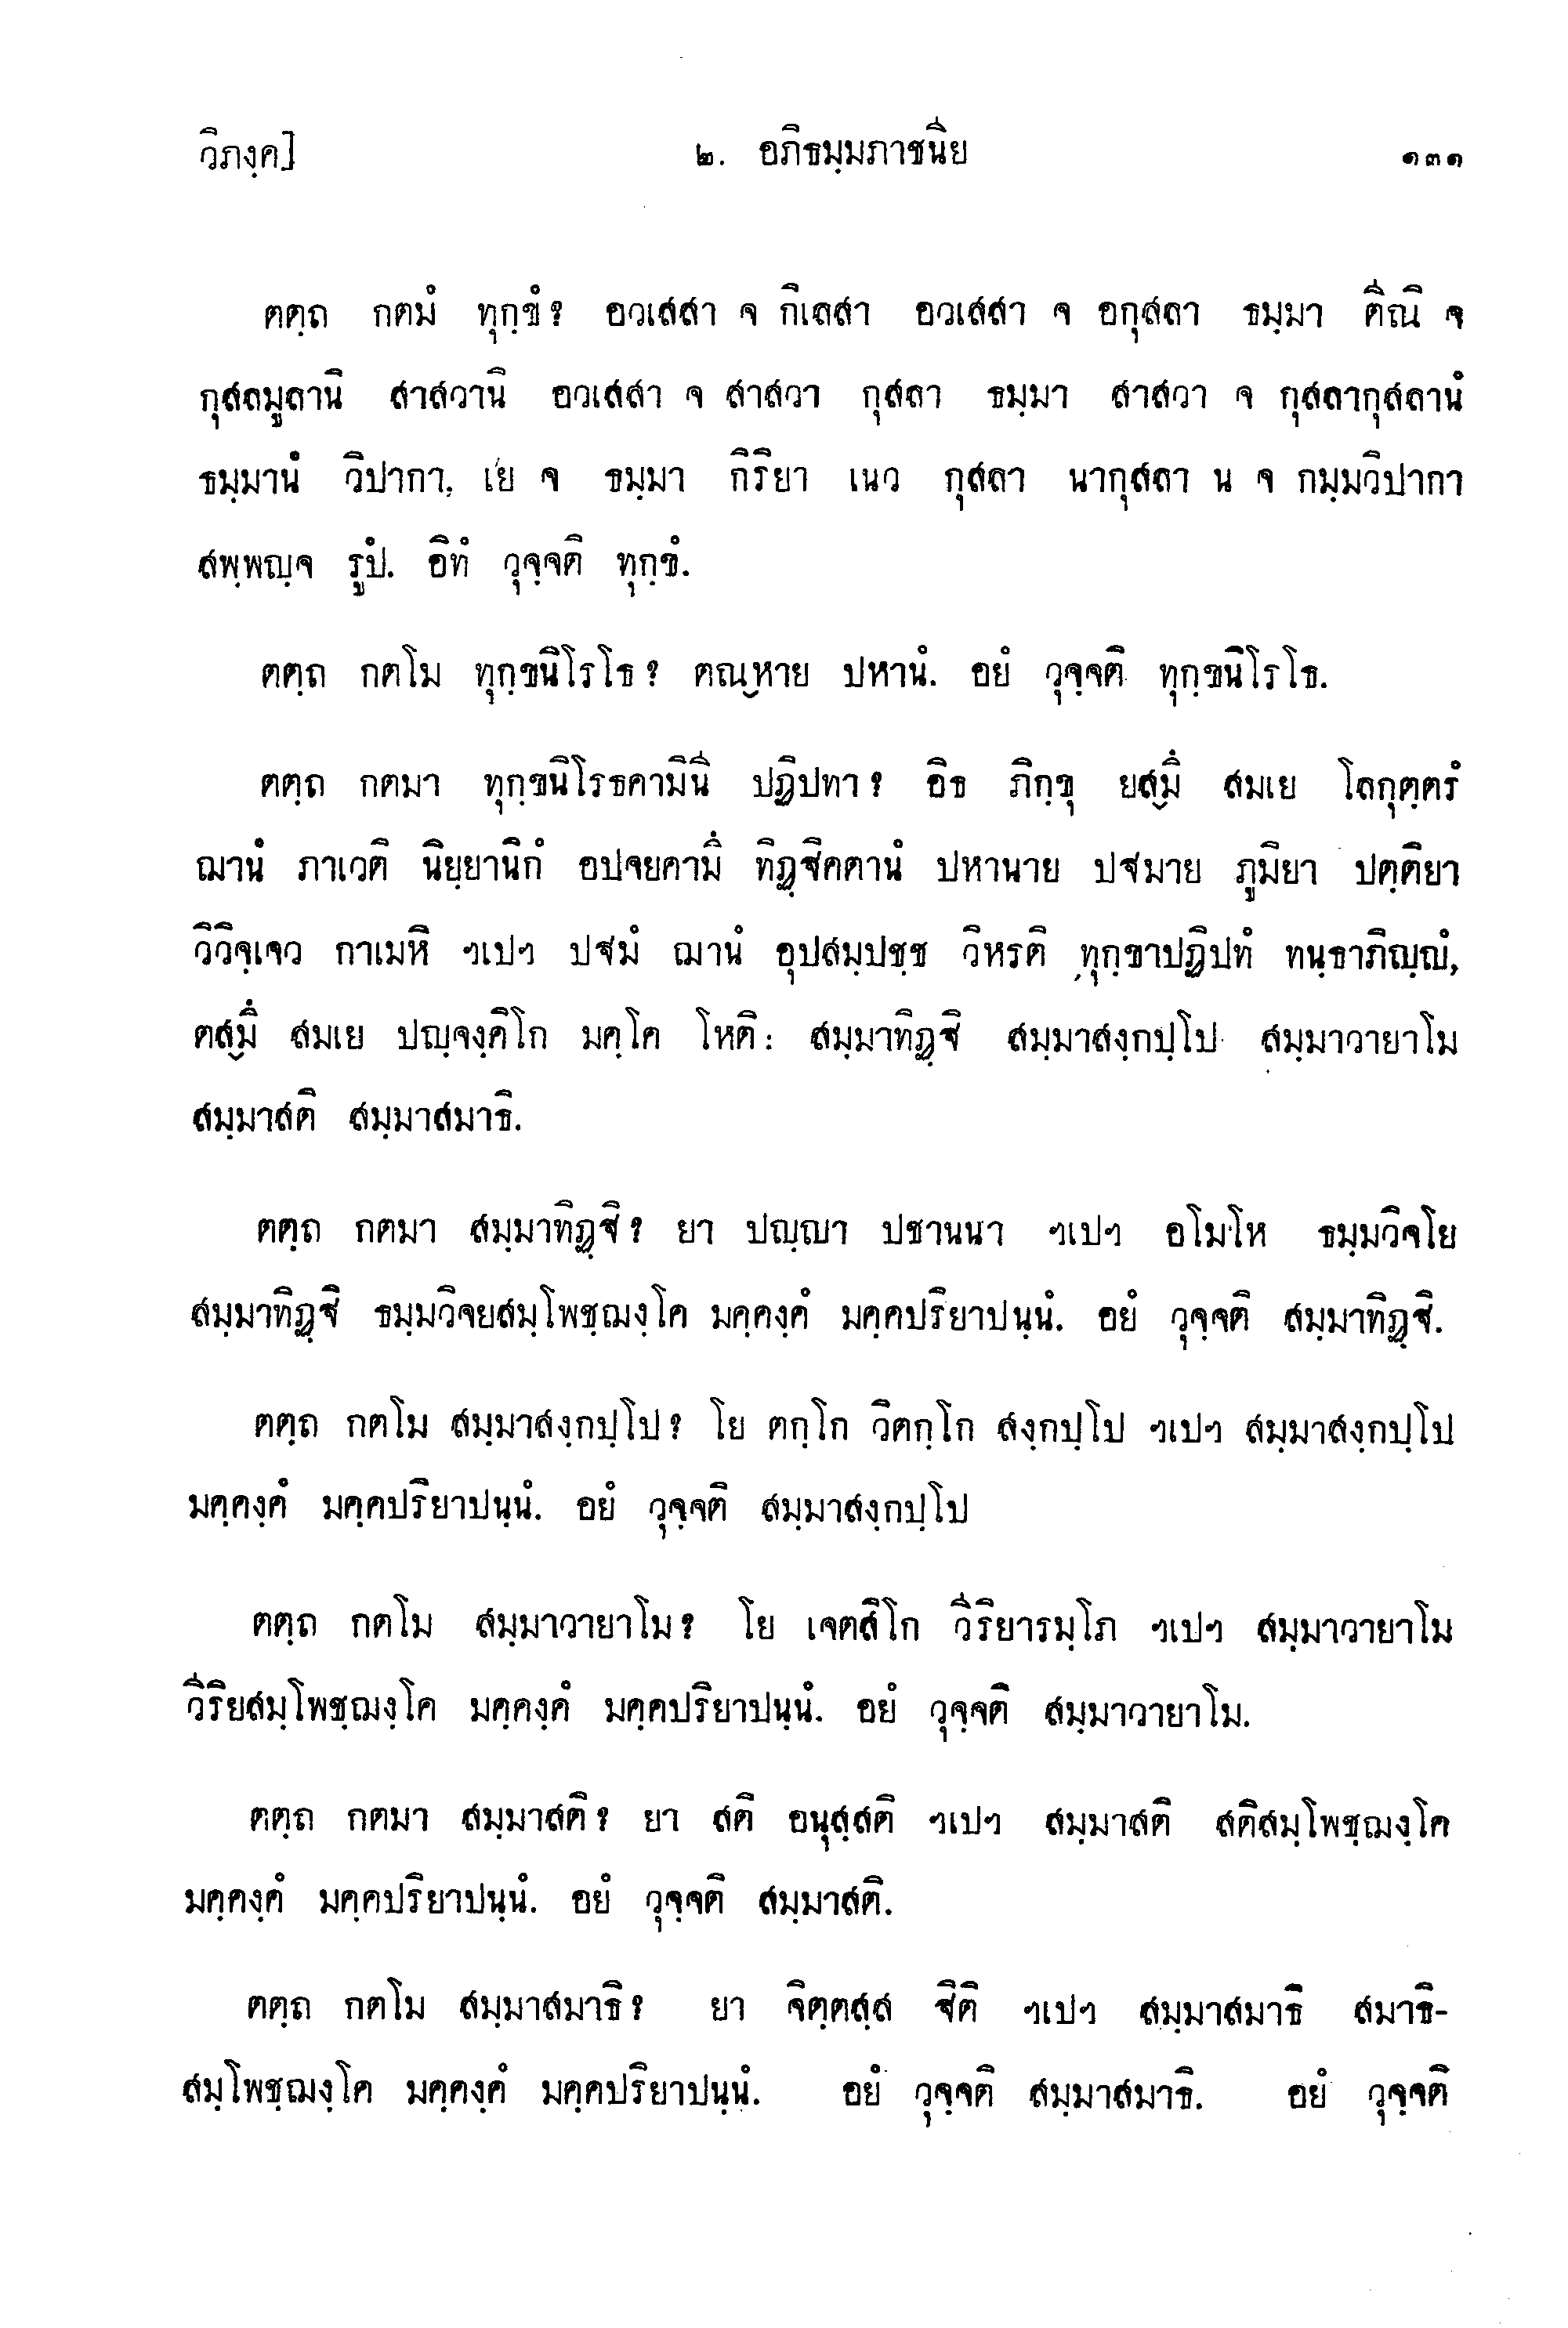 วิภงฺค]	๒. อภิธมฺมภาชนีย	๑๓๑
ตตฺถ กตมํ ทุกฺขํ? อวเสสา จ กิเลสา อวเสสา จ อกุสลา ธมฺมา ตีณิ จ
กุสลมูลานิ สาสวานิ อวเสสา จ สาสวา กุสลา ธมฺมา สาสวา จ กุสลากุสลานํ
ธมฺมานํ วิปากา, เย จ ธมฺมา กิริยา เนว กุสลา นากุสลา น จ กมฺมวิปากา
สพฺพญฺจ รูปํ. อิทํ วุจฺจติ ทุกฺขํ.
ตตฺถ กตโม ทุกฺขนิโรโธ? ตณฺหาย ปหานํ. อยํ วุจฺจติ ทุกฺขนิโรโธ.
ตตฺถ กตมา ทุกฺขนิโรธคามินี ปฏิปทา? อิธ ภิกฺขุ ยสฺมึ สมเย โลกุตฺตรํ
ฌานํ ภาเวติ นิยฺยานิกํ อปจยคามึ ทิฏฺฐิคตานํ ปหานาย ปฐมาย ภูมิยา ปตฺติยา
วิวิจฺเจว กาเมหิ ฯเปฯ ปฐมํ ฌานํ อุปสมฺปชฺช วิหรติ ทุกฺขาปฏิปทํ ทนฺธาภิญฺญํ,
ตสฺมึ สมเย ปญฺจงฺคิโก มคฺโค โหติ: สมฺมาทิฏฺฐิ สมฺมาสงฺกปฺโป สมฺมาวายาโม
สมฺมาสติ สมฺมาสมาธิ.
ตตฺถ กตมา สมฺมาทิฏฺฐิ? ยา ปญฺญา ปชานนา ฯเปฯ อโมโห ธมฺมวิจโย
สมฺมาทิฏฺฐิ ธมฺมวิจยสมฺโพชฺฌงฺโค มคฺคงฺคํ มคฺคปริยาปนฺนํ. อยํ วุจฺจติ สมฺมาทิฏฺฐิ.
ตตฺถ กตโม สมฺมาสงฺกปฺโป? โย ตกฺโก วิตกฺโก สงฺกปฺโป ฯเปฯ สมฺมาสงฺกปฺโป
มคฺคงฺคํ มคฺคปริยาปนฺนํ. อยํ วุจฺจติ สมฺมาสงฺกปฺโป
ตตฺถ กตโม สมฺมาวายาโม? โย เจตสิโก วีริยารมฺโภ ฯเปฯ สมฺมาวายาโม
วีริยสมฺโพชฺฌงฺโค มคฺคงฺคํ มคฺคปริยาปนฺนํ. อยํ วุจฺจติ สมฺมาวายาโม.
ตตฺถ กตมา สมฺมาสติ? ยา สติ อนุสฺสติ ฯเปฯ สมฺมาสติ สติสมฺโพชฺฌงฺโค
มคฺคงฺคํ มคฺคปริยาปนฺนํ. อยํ วุจฺจติ สมฺมาสติ.
ตตฺถ กตโม สมฺมาสมาธิ? ยา จิตฺตสฺส ฐิติ ฯเปฯ สมฺมาสมาธิ สมาธิ-
สมฺโพชฺฌงฺโค มคฺคงฺคํ มคฺคปริยาปนฺนํ. อยํ วุจฺจติ สมฺมาสมาธิ. อยํ วุจฺจติ